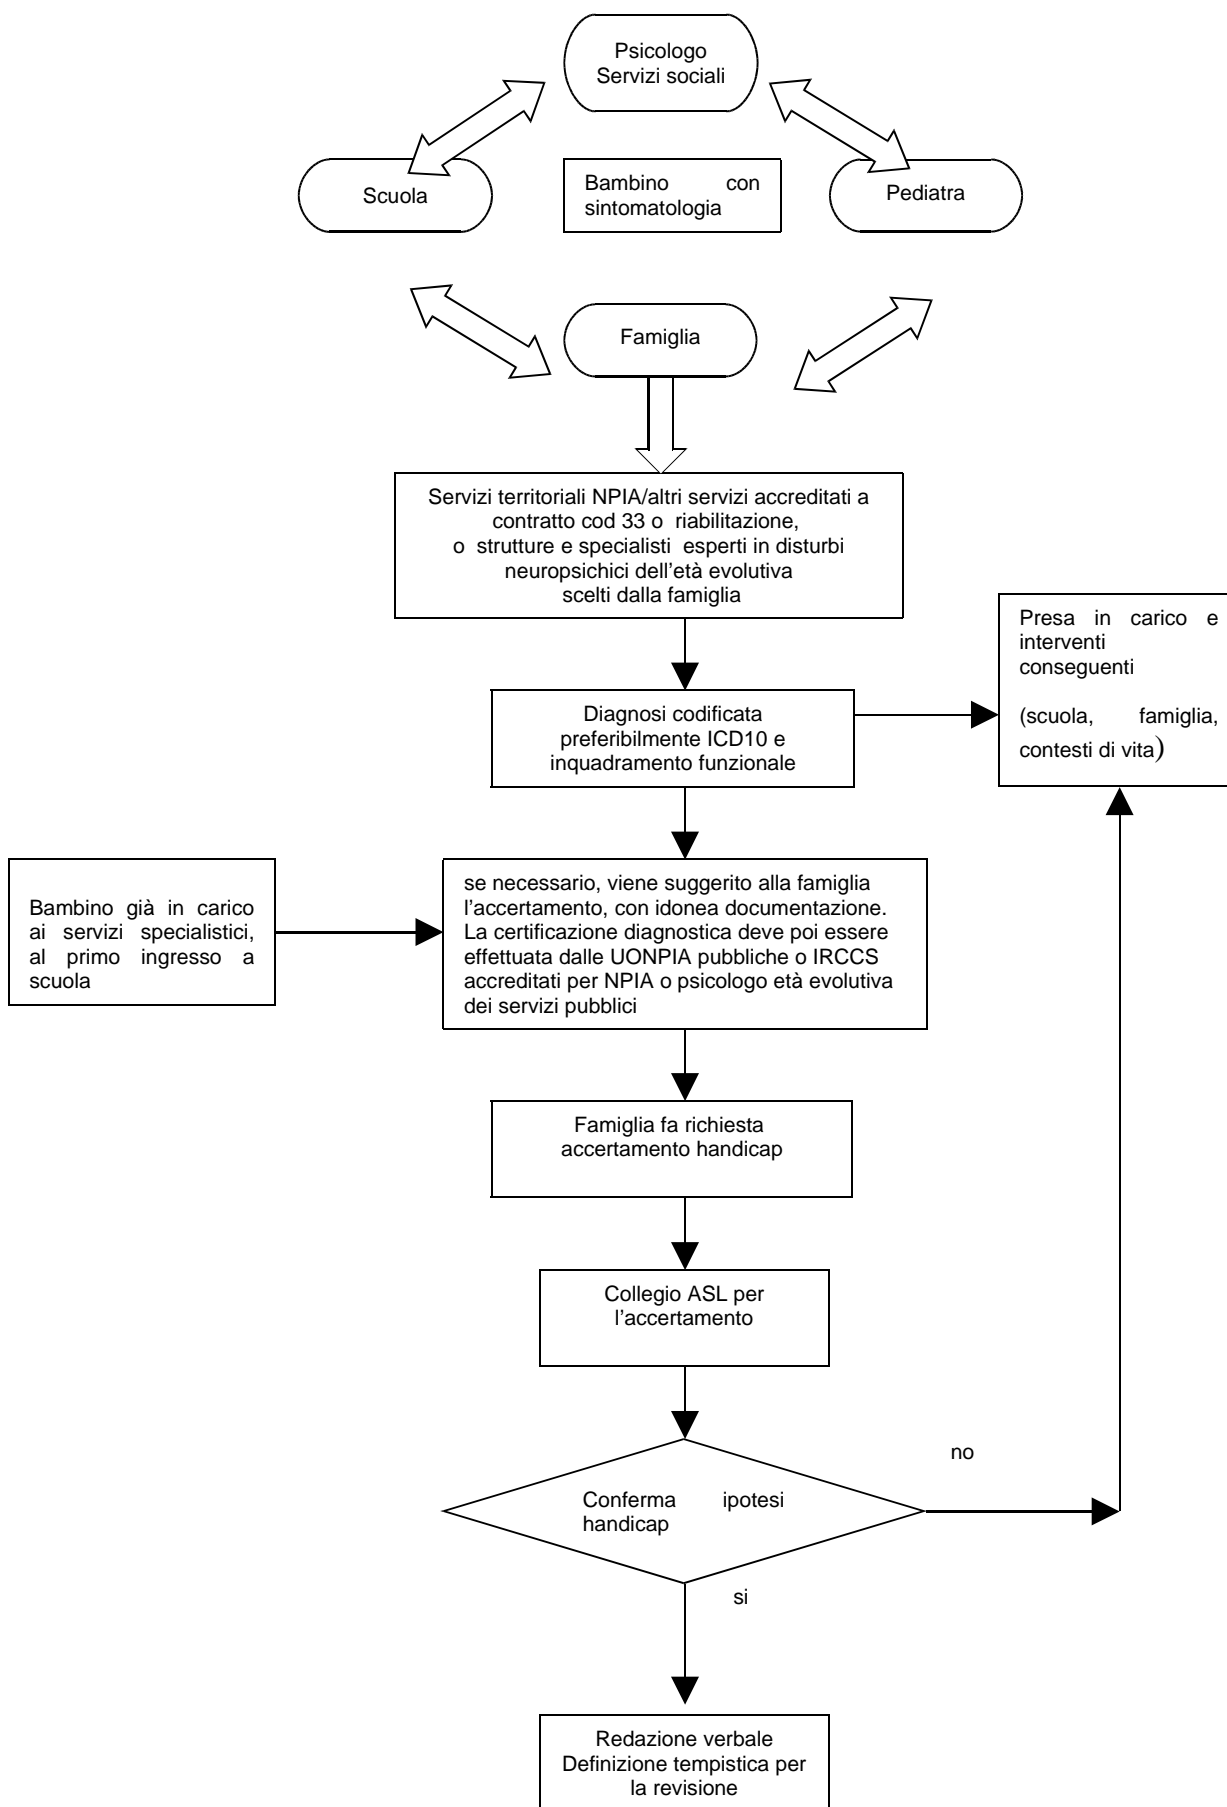 Psicologo
Servizi sociali
Scuola
Bambino con
sintomatologia
Pediatra
Famiglia
Servizi territoriali NPIA/altri servizi accreditati a
contratto cod 33 o riabilitazione,
o strutture e specialisti esperti in disturbi
neuropsichici dell'età evolutiva
scelti dalla famiglia
Presa in carico e
interventi
conseguenti
(scuola, famiglia,
contesti di vita)
Diagnosi codificata
preferibilmente ICD10 e
inquadramento funzionale
Bambino già in carico
ai servizi specialistici,
al primo ingresso a
scuola
se necessario, viene suggerito alla famiglia
l'accertamento, con idonea documentazione.
La certificazione diagnostica deve poi essere
effettuata dalle UONPIA pubbliche o IRCCS
accreditati per NPIA o psicologo età evolutiva
dei servizi pubblici
Famiglia fa richiesta
accertamento handicap
Collegio ASL per
l'accertamento
no
Conferma ipotesi
handicap
si
Redazione verbale
Definizione tempistica per
la revisione